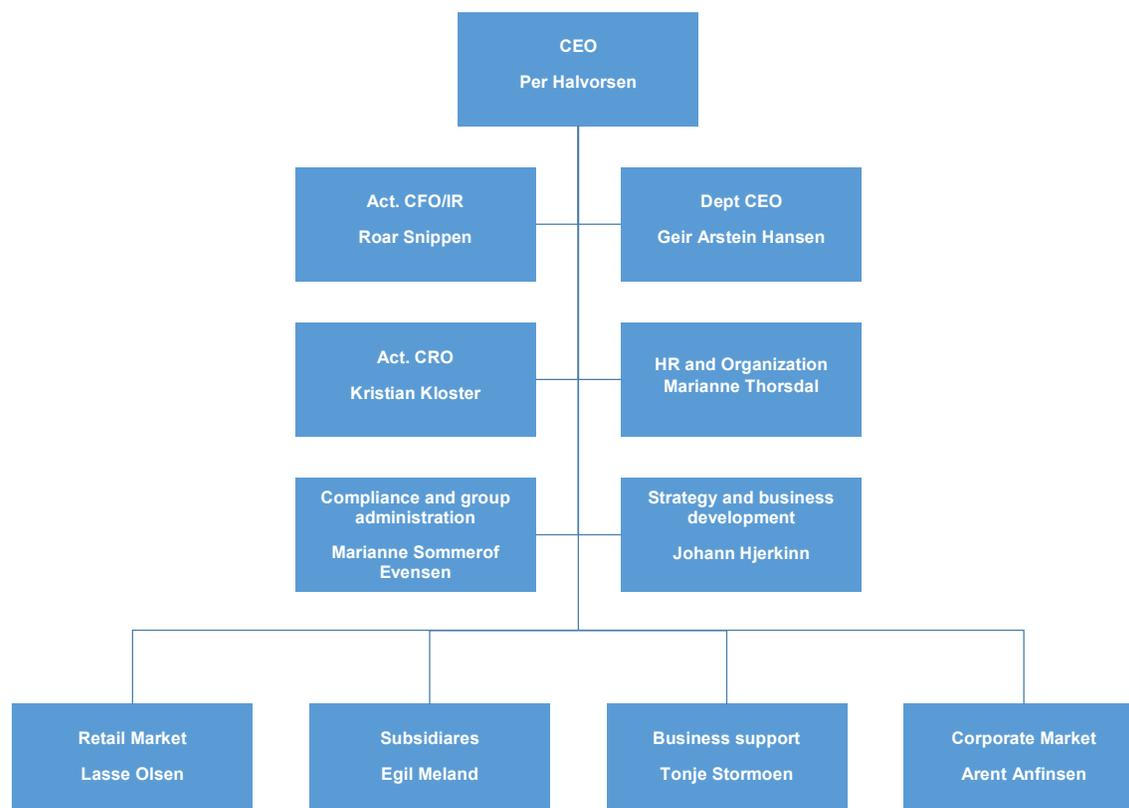 CEO
Per Halvorsen
Act. CFO/IR
Roar Snippen
Dept CEO
Geir Arstein Hansen
Act. CRO
Kristian Kloster
HR and Organization
Marianne Thorsdal
Compliance and group
administration
Marianne Sommerof
Evensen
Strategy and business
development
Johann Hjerkinn
Retail Market
Lasse Olsen
Subsidiares
Egil Meland
Business support
Tonje Stormoen
Corporate Market
Arent Anfinsen